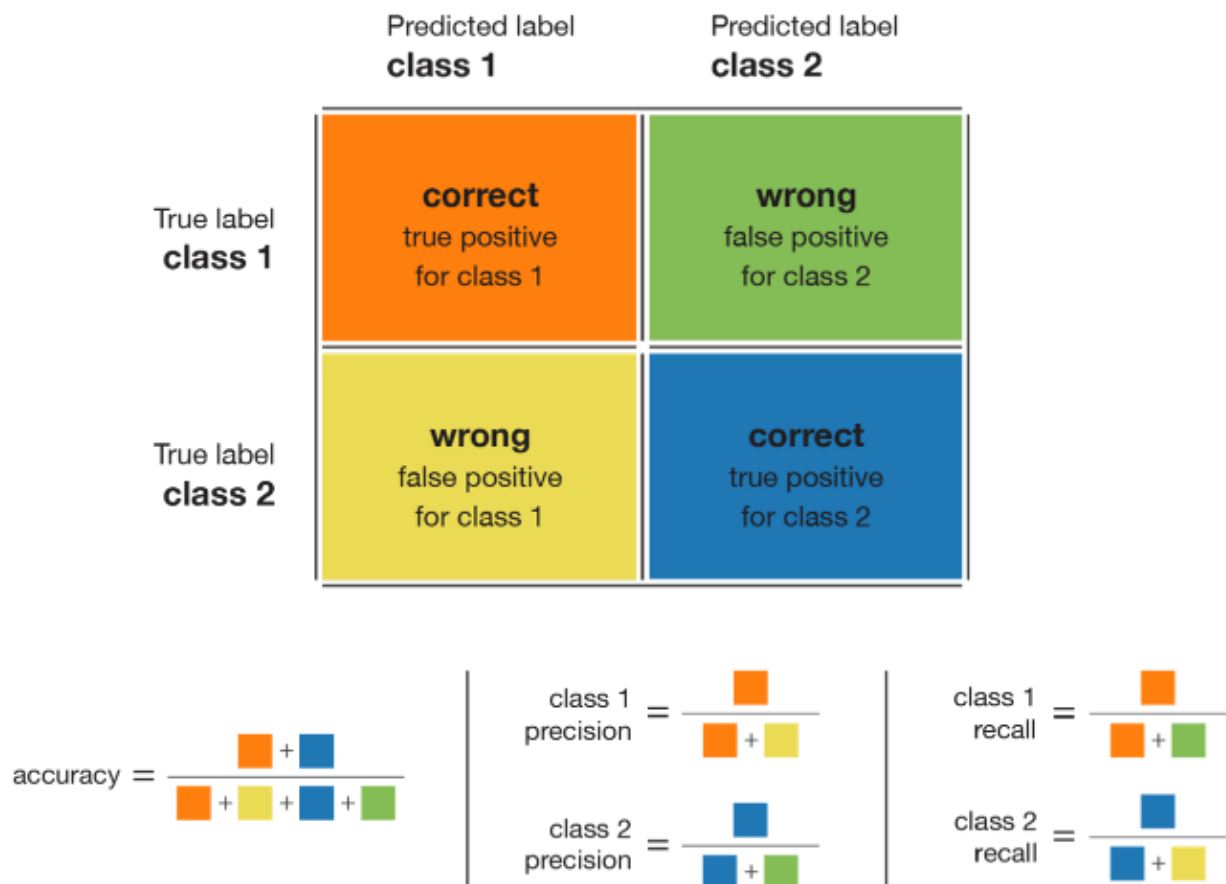 Predicted label Predicted label
class 1 class 2
correct wrong
True label true positive false positive
class 1 for class 1 for class 2
wrong correct
True label false positive true positive
class 2 for class 1 for class 2
class 1 precision =
+
class 1 recall =
+
accuracy =
+
+ + +
class 2 precision =
+
class 2 recall =
+